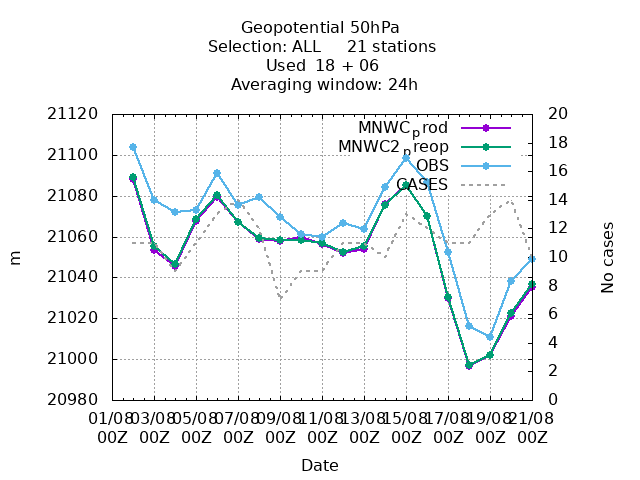 Geopotential 50hPa
Selection: ALL 21 stations
Used 18 + 06
Averaging window: 24h
21120
21100
21080
21060
21040
21020
21000
20980
m
MNWCprod
MNWC2preop
OBS
CASES
20
18
16
14
12
10
8
6
4
2
0
No cases
01/08 03/08 05/08 07/08 09/08 11/08 13/08 15/08 17/08 19/08 21/08
00Z 00Z 00Z 00Z 00Z 00Z 00Z 00Z 00Z 00Z 00Z
Date